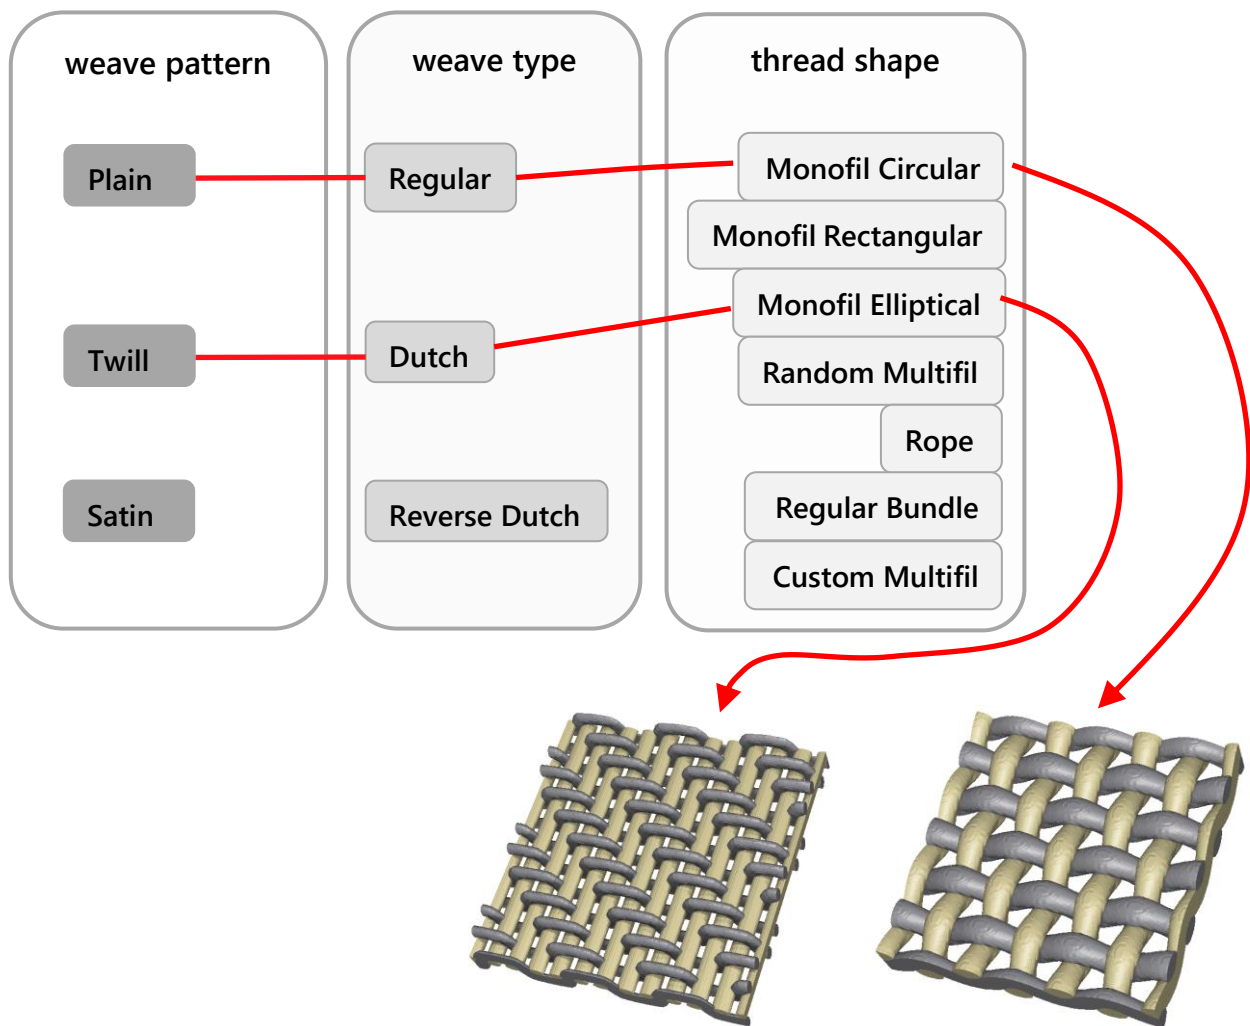 weave pattern
Plain
Twill
Satin
weave type
Regular
Dutch
Reverse Dutch
thread shape
Monofil Circular
Monofil Rectangular
Monofil Elliptical
Random Multifil
Rope
Regular Bundle
Custom Multifil